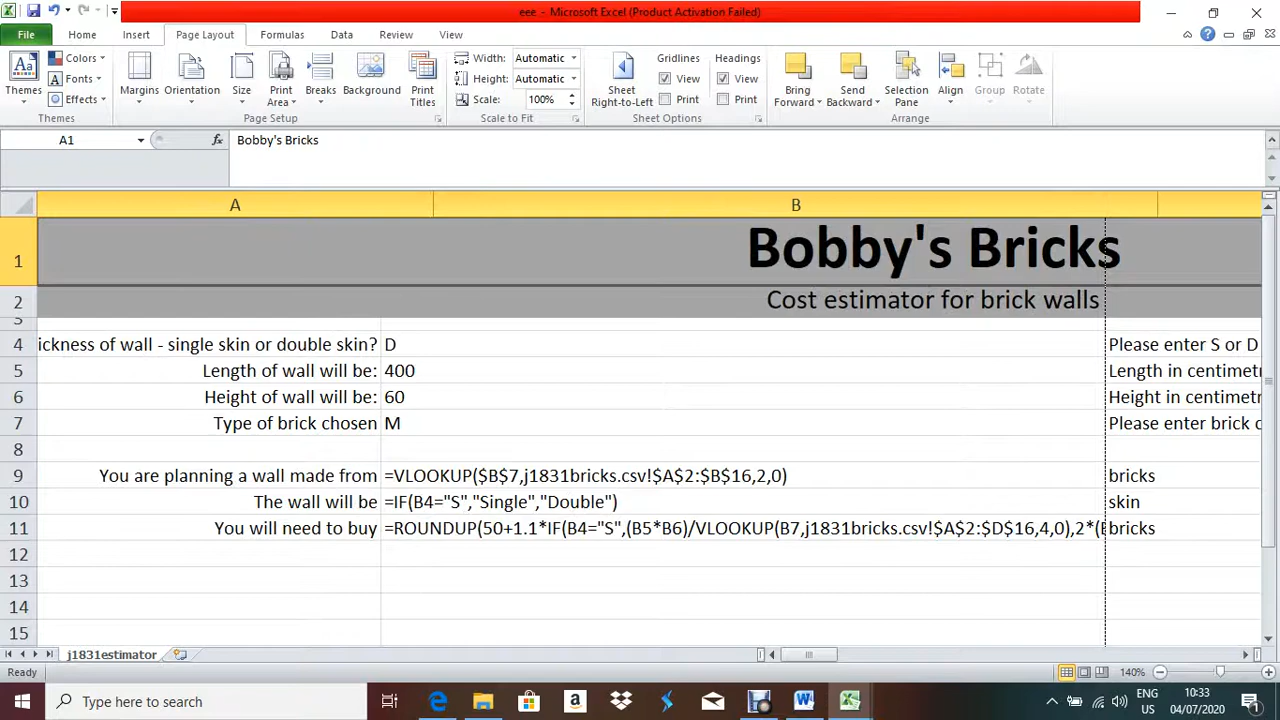 eee - Microsoft Excel (Product Activation Failed)
File Home Insert Page Layout Formulas Data Review View
Themes Colors Fonts Effects Themes
Margins Orientation Size Print Area Breaks Background Print Titles Page Setup
Width: Automatic
Height: Automatic
Scale: 100%
Scale to Fit
Sheet Right-to-Left Gridlines View Print Headings View Print Sheet Options
Bring Forward Send Backward Selection Pane Align Group Rotate Arrange
A1 fx Bobby's Bricks
A B
1 Bobby's Bricks
2 Cost estimator for brick walls
3
4 ickness of wall - single skin or double skin? D Please enter S or D
5 Length of wall will be: 400 Length in centimetr
6 Height of wall will be: 60 Height in centimetr
7 Type of brick chosen M Please enter brick c
8
9 You are planning a wall made from =VLOOKUP($B$7,j1831bricks.csv!$A$2:$B$16,2,0) bricks
10 The wall will be =IF(B4="S","Single","Double") skin
11 You will need to buy =ROUNDUP(50+1.1*IF(B4="S",(B5*B6)/VLOOKUP(B7,j1831bricks.csv!$A$2:$D$16,4,0),2*( bricks
12
13
14
15
j1831estimator
Ready 140%
Type here to search
ENG US 10:33 04/07/2020 1